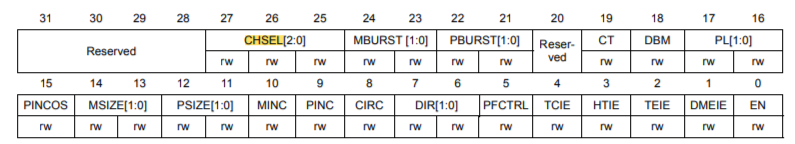 31 30 29 28 27 26 25 24 23 22 21 20 19 18 17 16
Reserved CHSEL[2:0] MBURST [1:0] PBURST[1:0] Reser-ved CT DBM PL[1:0]
rw rw rw rw rw rw rw rw rw rw rw
15 14 13 12 11 10 9 8 7 6 5 4 3 2 1 0
PINCOS MSIZE[1:0] PSIZE[1:0] MINC PINC CIRC DIR[1:0] PFCTRL TCIE HTIE TEIE DMEIE EN
rw rw rw rw rw rw rw rw rw rw rw rw rw rw rw rw